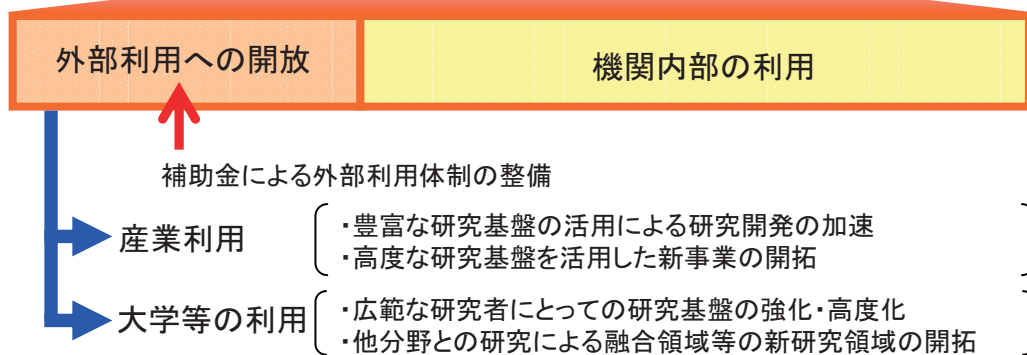 外部利用への開放
機関内部の利用
補助金による外部利用体制の整備
産業利用
・豊富な研究基盤の活用による研究開発の加速
・高度な研究基盤を活用した新事業の開拓
大学等の利用
・広範な研究者にとっての研究基盤の強化・高度化
・他分野との研究による融合領域等の新研究領域の開拓